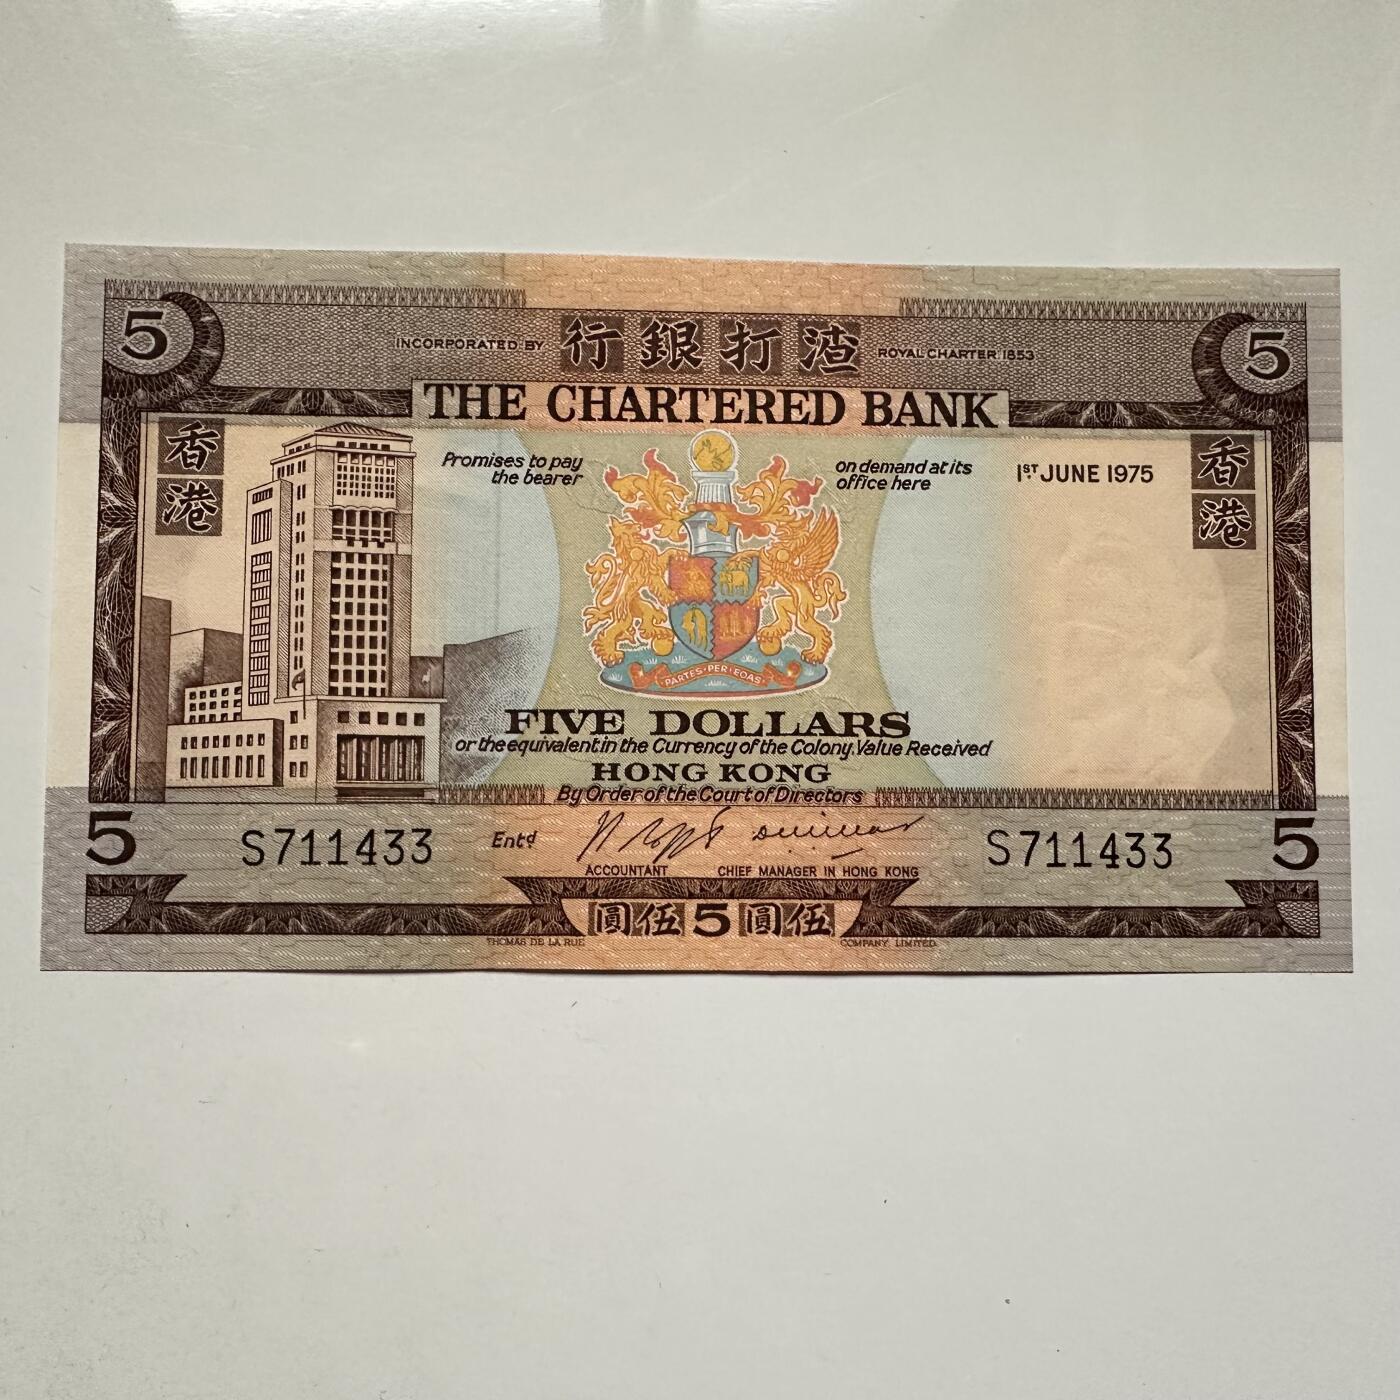 5
INCORPORATED BY 行銀打渣 ROYAL CHARTER 1853
5
THE CHARTERED BANK
香港
Promises to pay the bearer
on demand at its office here
1ST JUNE 1975
香港
PARTES·PER·EOAS
FIVE DOLLARS
or the equivalent in the Currency of the Colony. Value Received
HONG KONG
By Order of the Court of Directors
5
S711433
Entd
S711433
5
ACCOUNTANT
CHIEF MANAGER IN HONG KONG
圓伍5圓伍
THOMAS DE LA RUE
COMPANY, LIMITED.